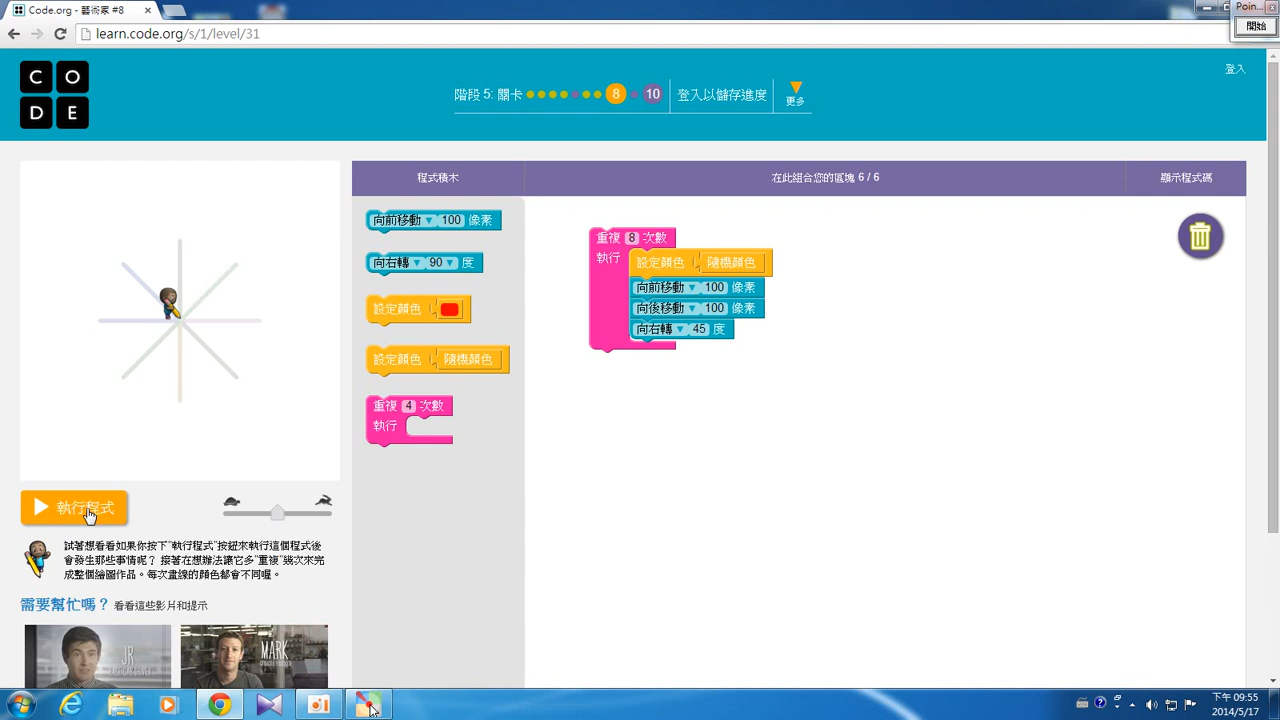 Code.org - 藝術家 #8
Poin...
learn.code.org/s/1/level/31
開始
C O
D E
階段 5: 關卡 8 10
登入以儲存進度
更多
登入
程式積木
在此組合您的區塊 6 / 6
顯示程式碼
向前移動 100 像素
向右轉 90 度
設定顏色
設定顏色 隨機顏色
重複 4 次數
執行
重複 8 次數
執行
設定顏色 隨機顏色
向前移動 100 像素
向後移動 100 像素
向右轉 45 度
執行程式
試著想看看如果你按下"執行程式"按鈕來執行這個程式後
會發生那些事情呢？ 接著在想辦法讓它多"重複"幾次來完
成整個繪圖作品。每次畫線的顏色都會不同喔。
需要幫忙嗎？ 看看這些影片和提示
JR
MARK
下午 09:55
2014/5/17